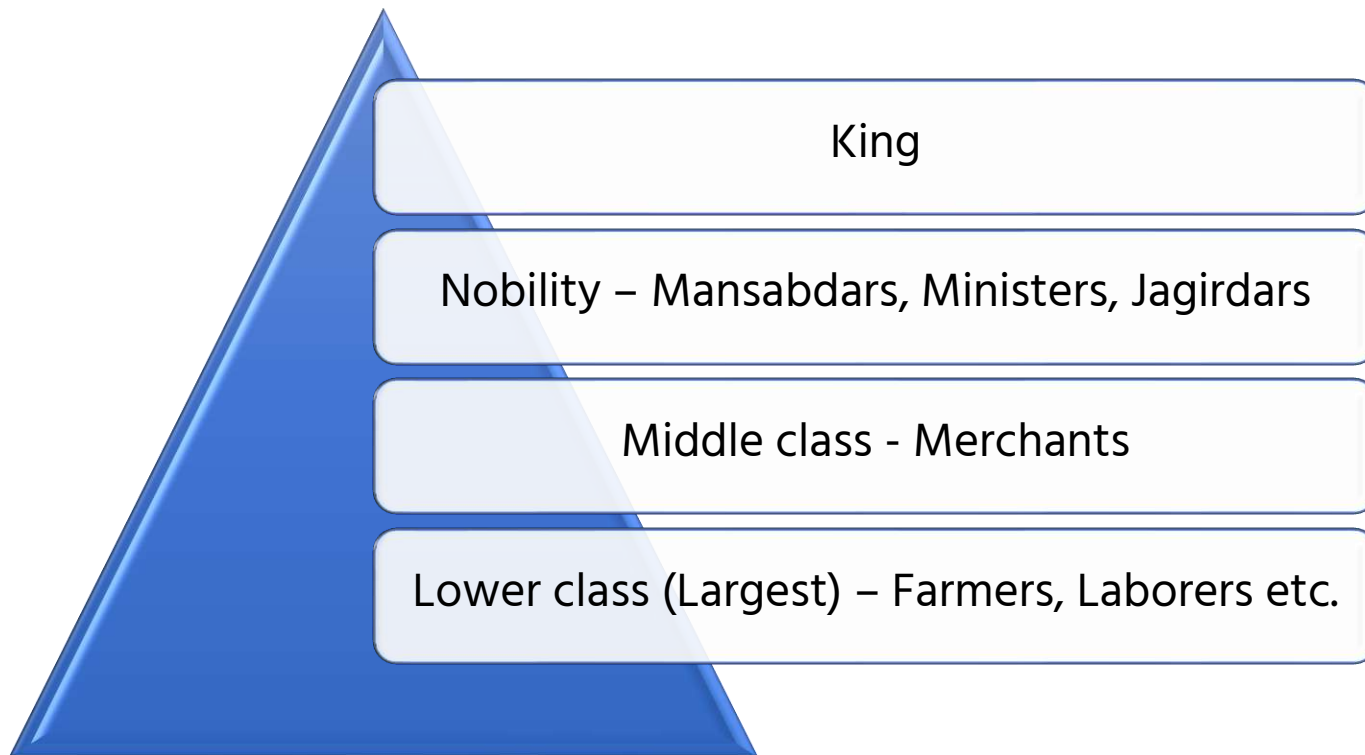 King
Nobility – Mansabdars, Ministers, Jagirdars
Middle class - Merchants
Lower class (Largest) – Farmers, Laborers etc.